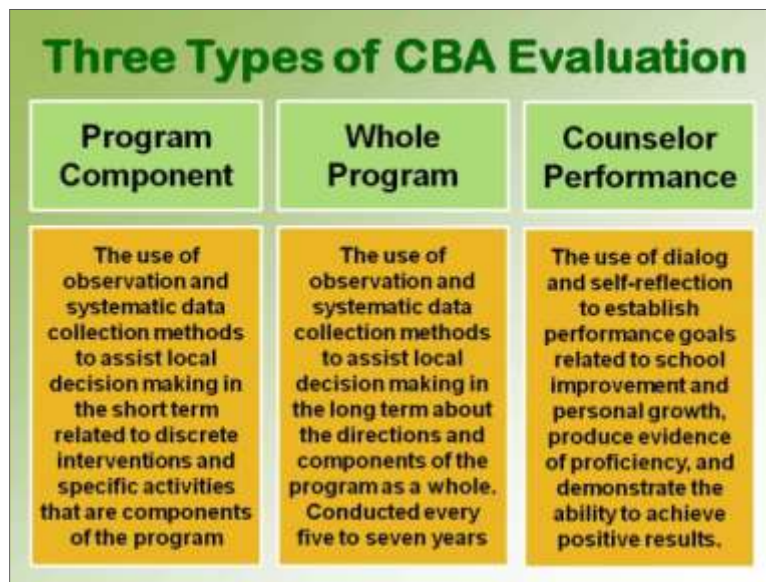 Three Types of CBA Evaluation
Program
Component
The use of
observation and
systematic data
collection methods
to assist local
decision making in
the short term
related to discrete
interventions and
specific activities
that are components
of the program
Whole
Program
The use of
observation and
systematic data
collection methods
to assist local
decision making in
the long term about
the directions and
components of the
program as a whole.
Conducted every
five to seven years
Counselor
Performance
The use of dialog
and self-reflection
to establish
performance goals
related to school
improvement and
personal growth,
produce evidence
of proficiency, and
demonstrate the
ability to achieve
positive results.